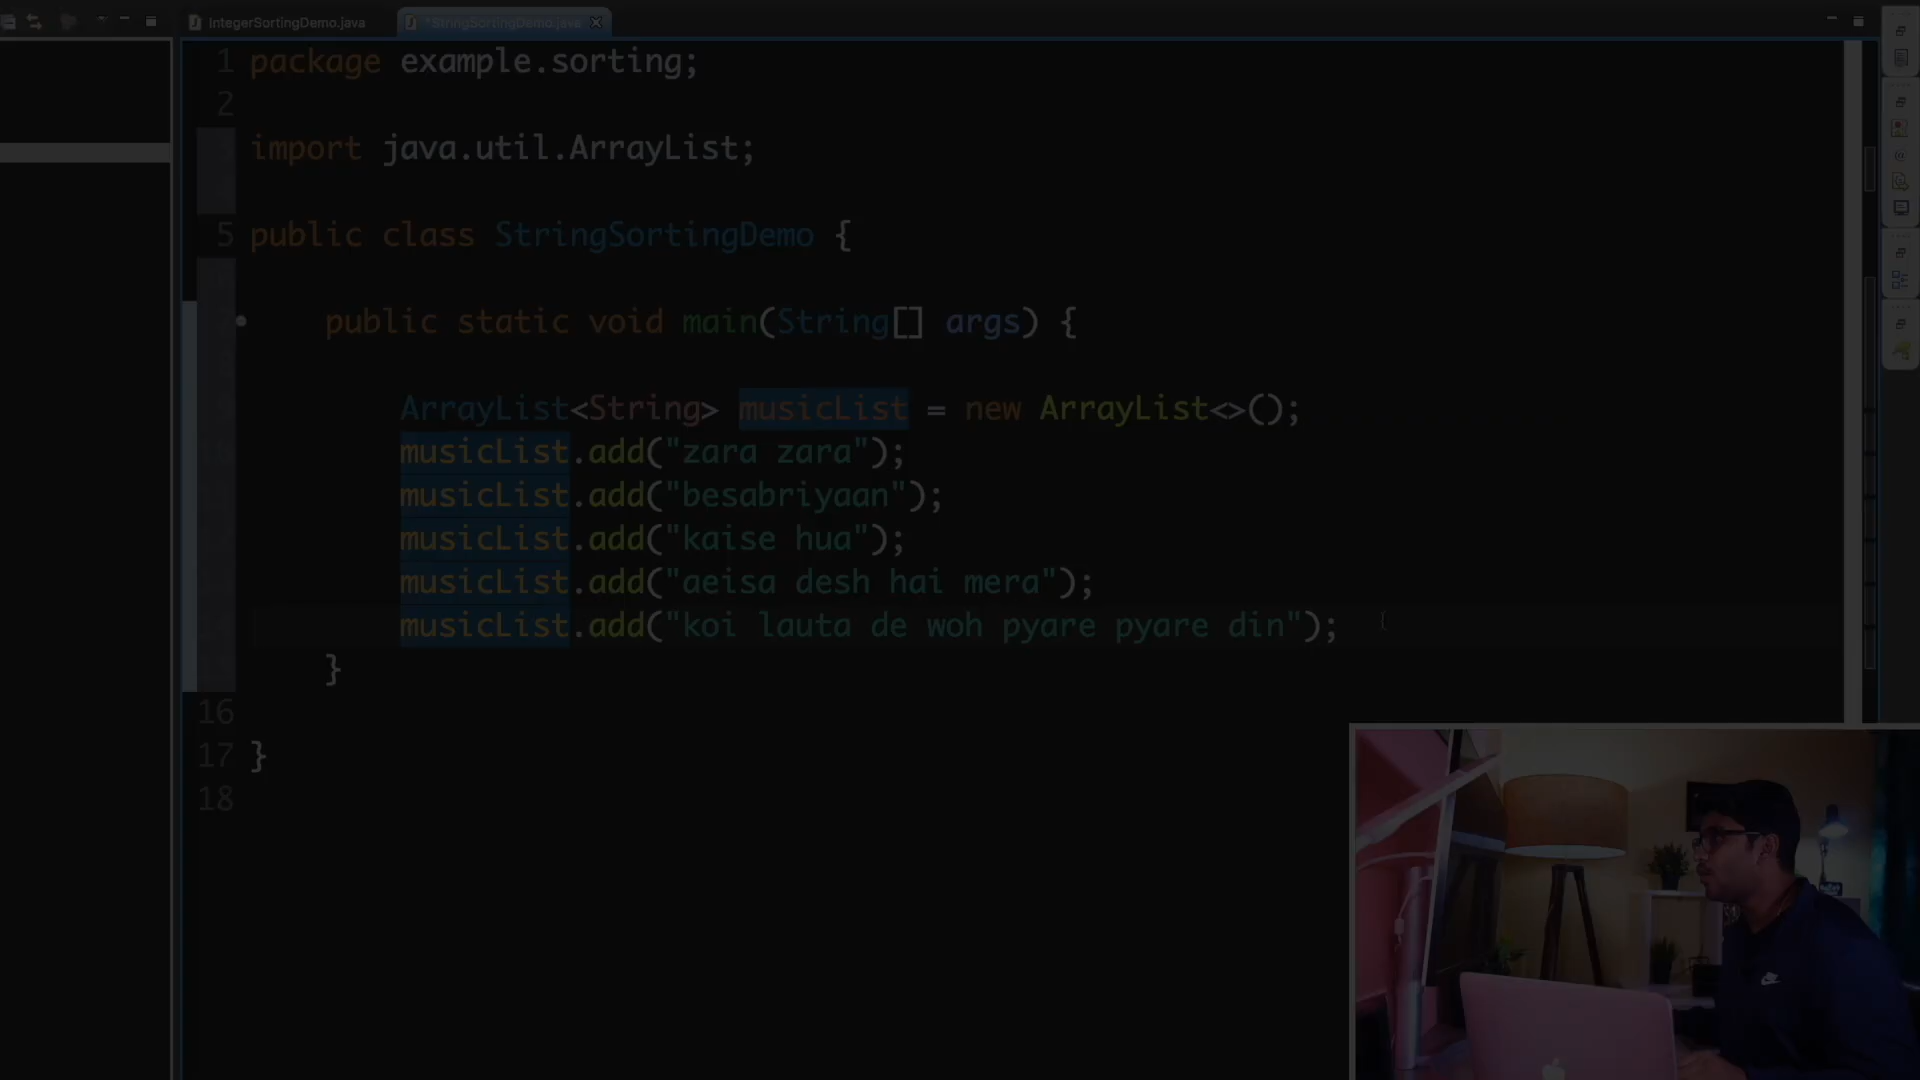 IntegerSortingDemo.java
*StringSortingDemo.java
1 package example.sorting;
2
import java.util.ArrayList;
5 public class StringSortingDemo {
public static void main(String[] args) {
ArrayList<String> musicList = new ArrayList<>();
musicList.add("zara zara");
musicList.add("besabriyaan");
musicList.add("kaise hua");
musicList.add("aeisa desh hai mera");
musicList.add("koi lauta de woh pyare pyare din");
}
16
17 }
18